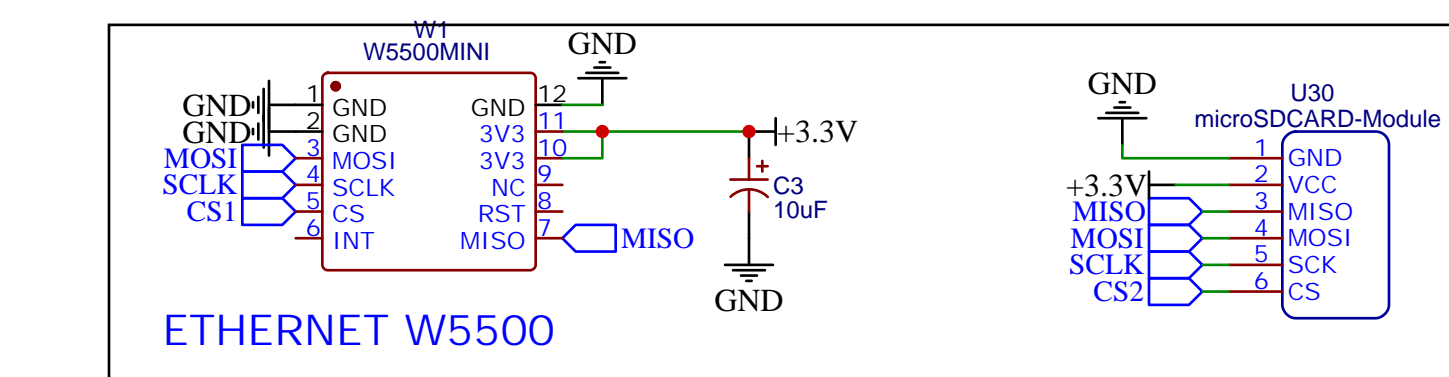 W1
W5500MINI
GND
1 GND
GND 12
GND
2 GND
3V3 11
GND
+3.3V
3 MOSI
3V3 10
MOSI
4 SCLK
NC 9
SCLK
5 CS
RST 8
CS1
6 INT
MISO 7
MISO
+
C3
10uF
GND
ETHERNET W5500
GND
U30
microSDCARD-Module
1 GND
+3.3V 2 VCC
MISO 3 MISO
MOSI 4 MOSI
SCLK 5 SCK
CS2 6 CS